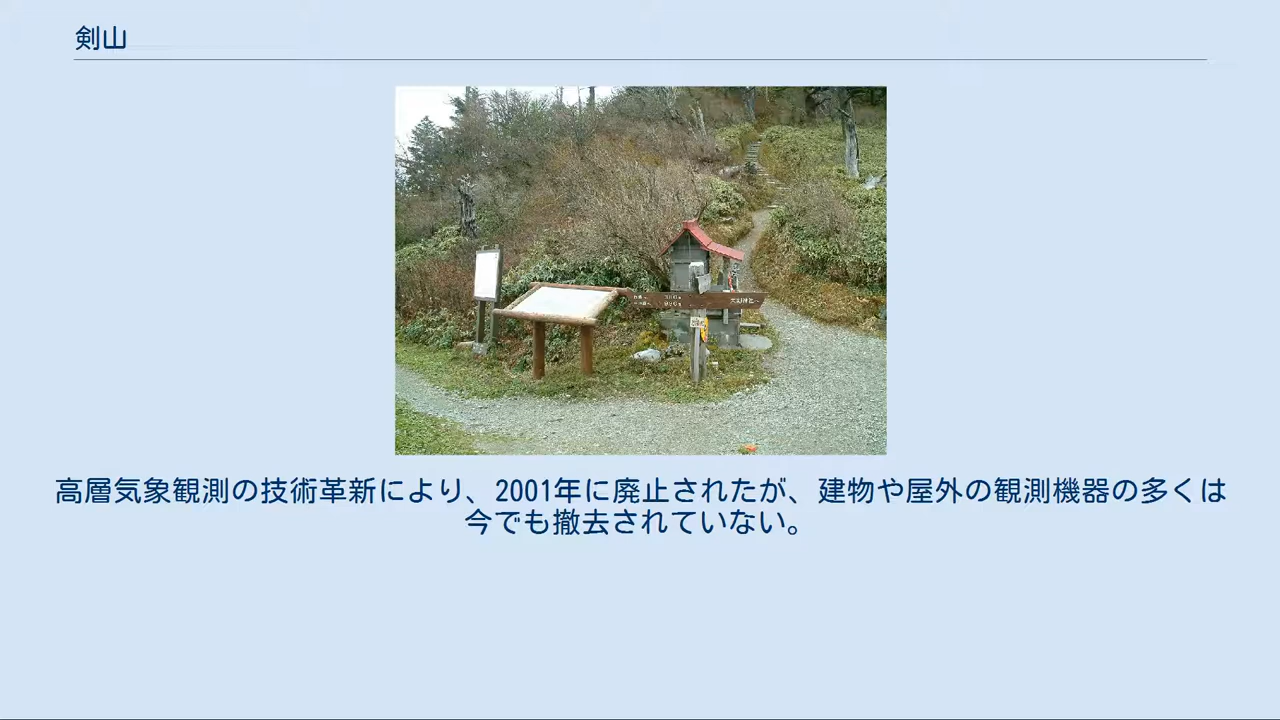 剣山
高層気象観測の技術革新により、2001年に廃止されたが、建物や屋外の観測機器の多くは
今でも撤去されていない。